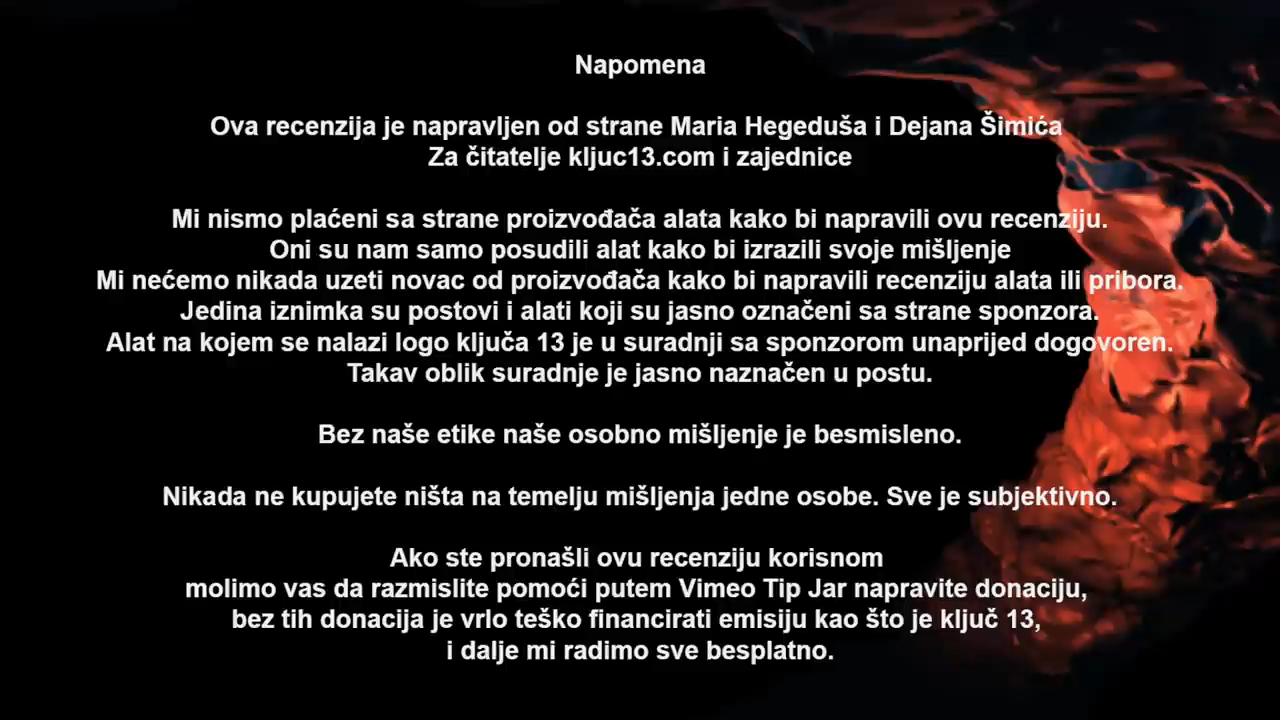 Napomena
Ova recenzija je napravljen od strane Maria Hegeduša i Dejana Šimića
Za čitatelje kljuc13.com i zajednice
Mi nismo plaćeni sa strane proizvođača alata kako bi napravili ovu recenziju.
Oni su nam samo posudili alat kako bi izrazili svoje mišljenje
Mi nećemo nikada uzeti novac od proizvođača kako bi napravili recenziju alata ili pribora.
Jedina iznimka su postovi i alati koji su jasno označeni sa strane sponzora.
Alat na kojem se nalazi logo ključa 13 je u suradnji sa sponzorom unaprijed dogovoren.
Takav oblik suradnje je jasno naznačen u postu.
Bez naše etike naše osobno mišljenje je besmisleno.
Nikada ne kupujete ništa na temelju mišljenja jedne osobe. Sve je subjektivno.
Ako ste pronašli ovu recenziju korisnom
molimo vas da razmislite pomoći putem Vimeo Tip Jar napravite donaciju,
bez tih donacija je vrlo teško financirati emisiju kao što je ključ 13,
i dalje mi radimo sve besplatno.